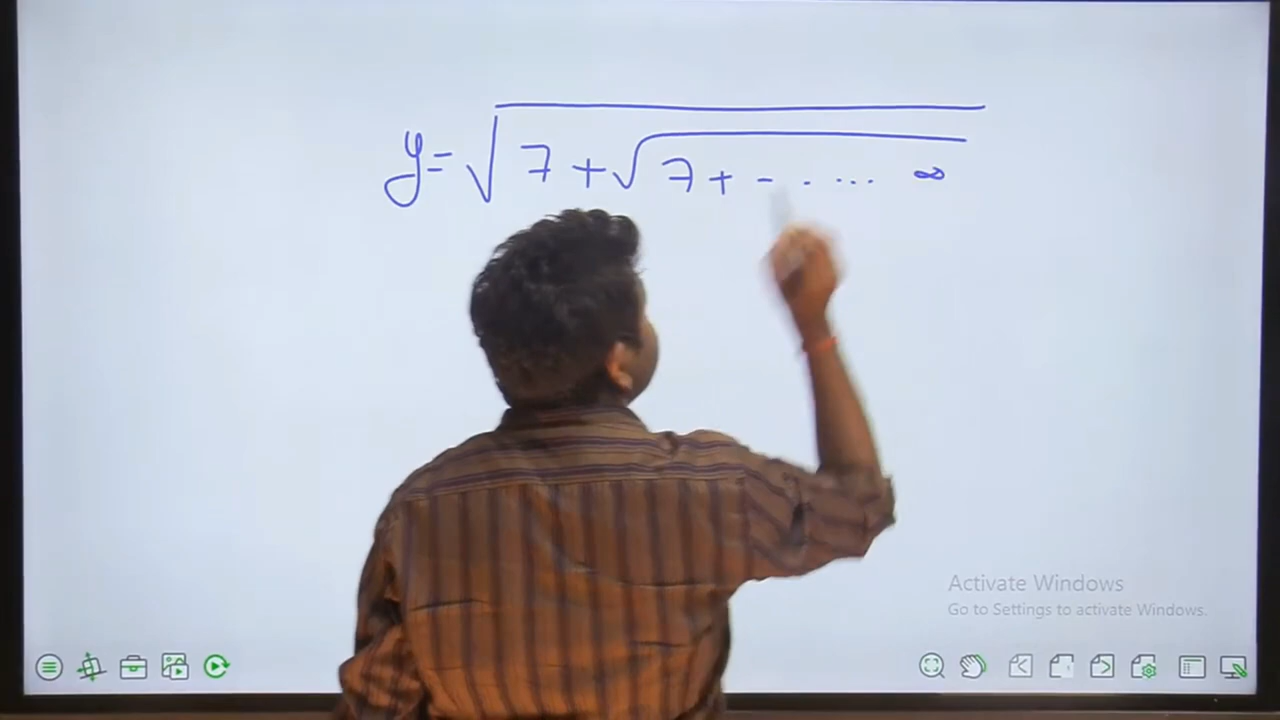 y = √7 + √7 + - . . ... ∞
Activate Windows
Go to Settings to activate Windows.